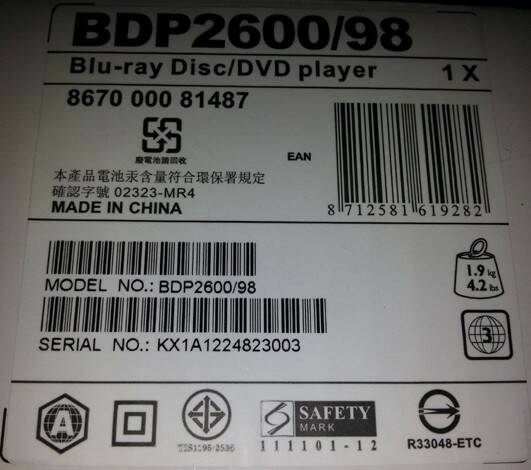 BDP2600/98
Blu-ray Disc/DVD player 1 X
8670 000 81487
廢電池請回收
EAN
本產品電池汞含量符合環保署規定
確認字號 02323-MR4
MADE IN CHINA
8 712581 619282
MODEL NO.: BDP2600/98
1.9 kg
4.2 lbs
SERIAL NO.: KX1A1224823003
3
A
SAFETY
MARK
TIS1195-2536
111101-12
R33048-ETC